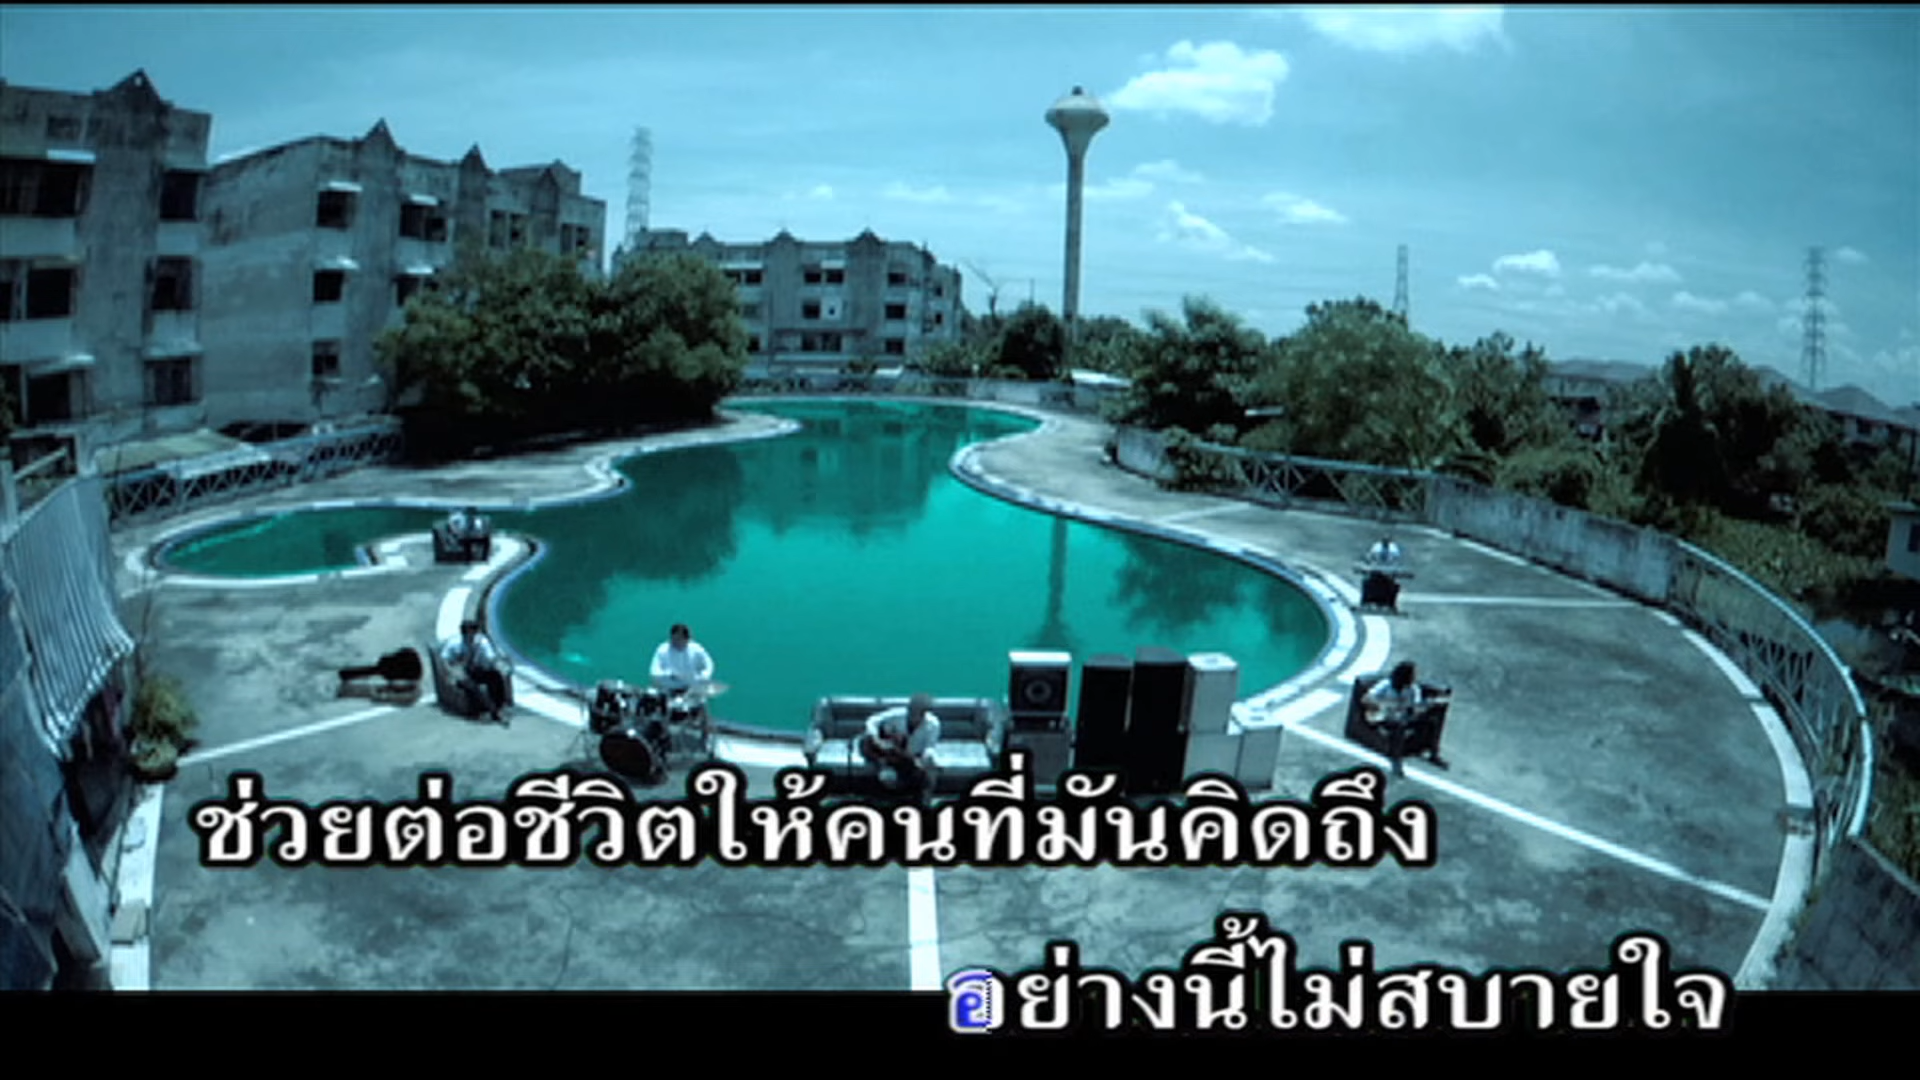 ช่วยต่อชีวิตให้คนที่มันคิดถึง
อย่างนี้ไม่สบายใจ